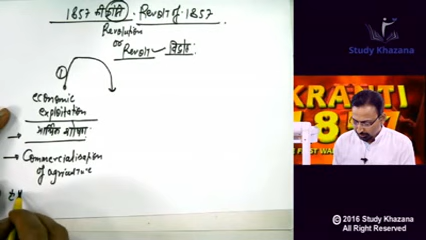 1857 की क्रांति . Revolt of 1857
Revolution
or
Revolt - विद्रोह
①
economic
exploitation
→ आर्थिक शोषण
→ Commercialisation
of agriculture
Study Khazana
KRANTI
1857
© 2016 Study Khazana
All Right Reserved